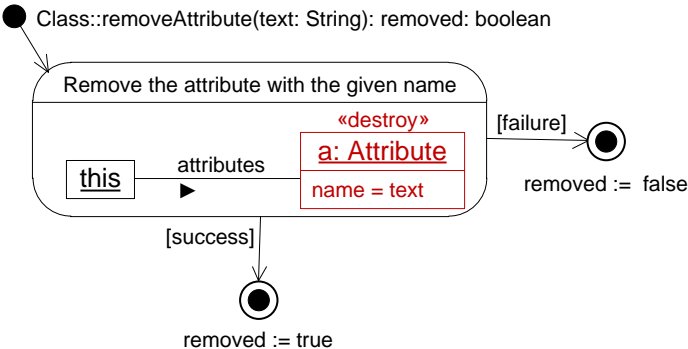 Class::removeAttribute(text: String): removed: boolean
Remove the attribute with the given name
«destroy»
a: Attribute
name = text
this
attributes
[failure]
removed := false
[success]
removed := true